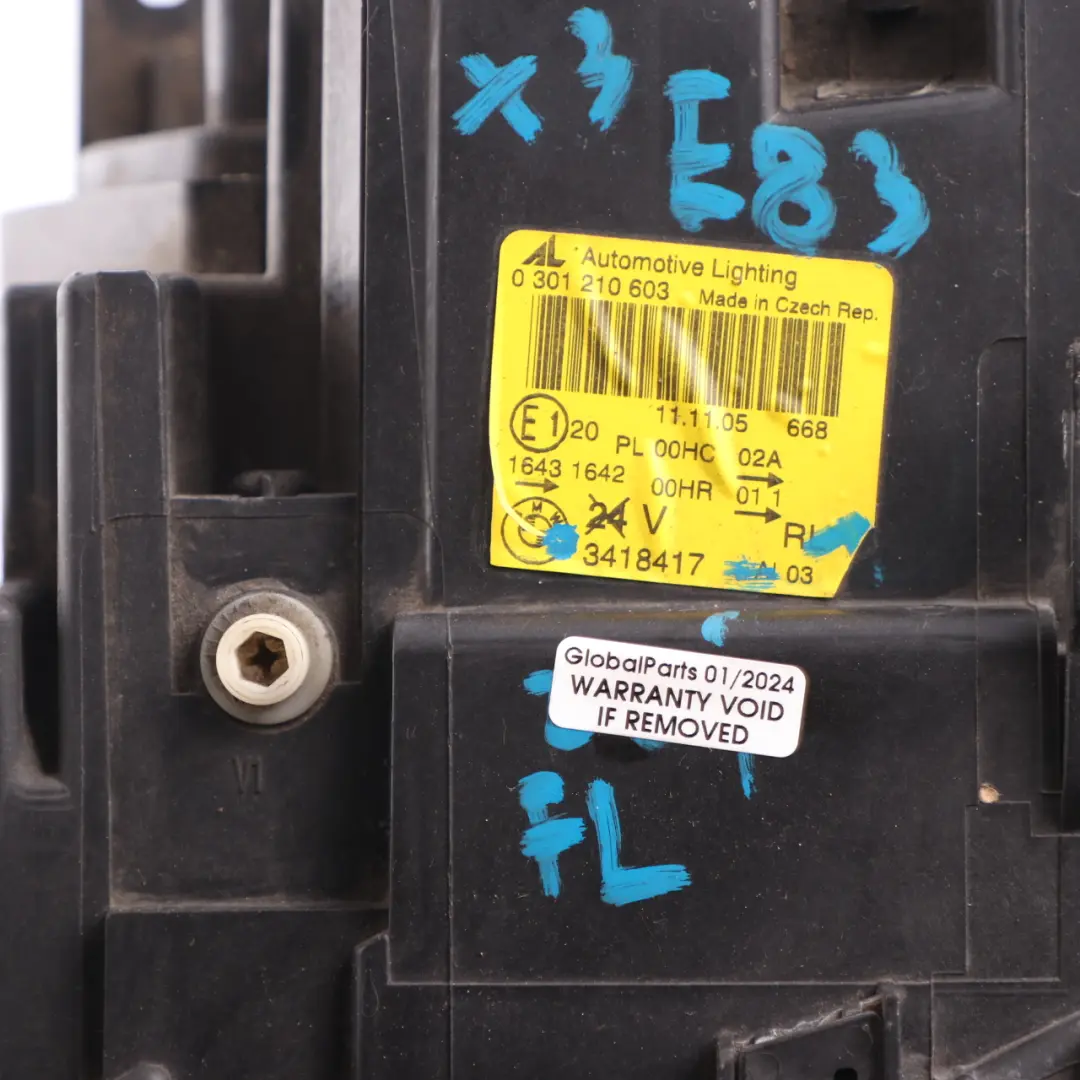 x3
E83
AL Automotive Lighting
0 301 210 603 Made in Czech Rep.
11.11.05 668
E1 20 PL 00HC 02A
1643 1642 00HR 01 1
24 V
3418417 03
GlobalParts 01/2024
WARRANTY VOID
IF REMOVED
FL
V1